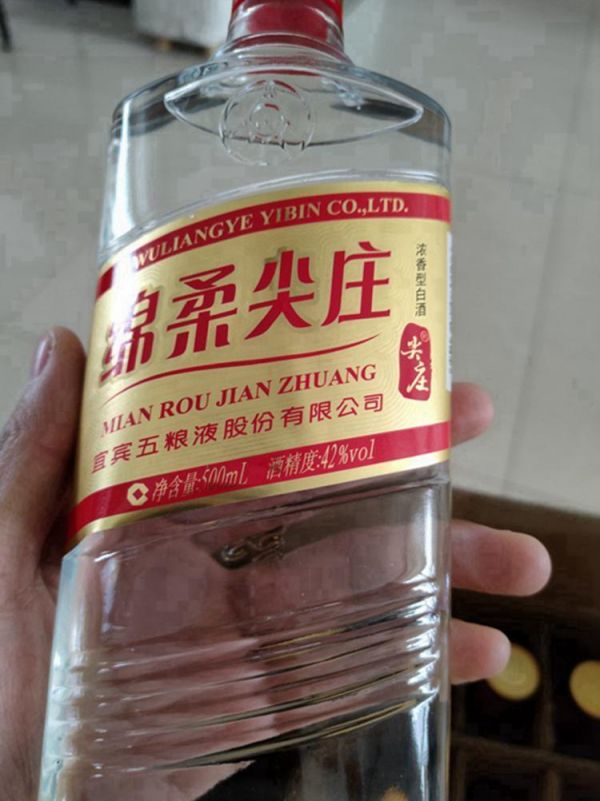 WULIANGYE YIBIN CO.,LTD.
绵柔尖庄
浓香型白酒
尖庄®
MIAN ROU JIAN ZHUANG
宜宾五粮液股份有限公司
净含量:500mL 酒精度:42%vol